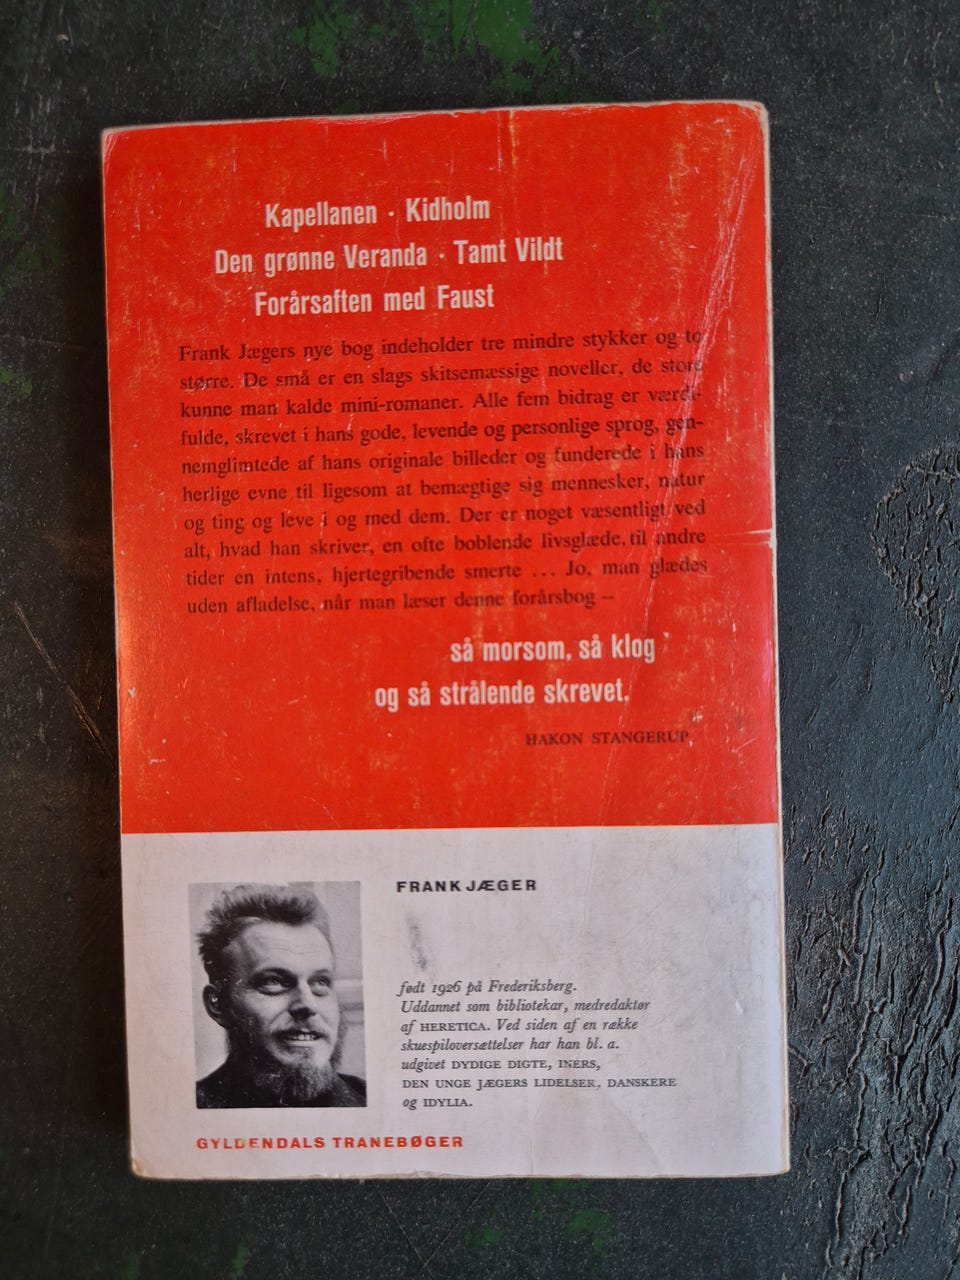 Kapellanen · Kidholm
Den grønne Veranda · Tamt Vildt
Forårsaften med Faust
Frank Jægers nye bog indeholder tre mindre stykker og to
større. De små er en slags skitsemæssige noveller, de store
kunne man kalde mini-romaner. Alle fem bidrag er værdi-
fulde, skrevet i hans gode, levende og personlige sprog, gen-
nemglimtede af hans originale billeder og funderede i hans
herlige evne til ligesom at bemægtige sig mennesker, natur
og ting og leve i og med dem. Der er noget væsentligt ved
alt, hvad han skriver, en ofte boblende livsglæde, til andre
tider en intens, hjertegribende smerte ... Jo, man glædes
uden afladelse, når man læser denne forårsbog –
så morsom, så klog
og så strålende skrevet.
HAKON STANGERUP
FRANK JÆGER
født 1926 på Frederiksberg.
Uddannet som bibliotekar, medredaktør
af HERETICA. Ved siden af en række
skuespiloversættelser har han bl. a.
udgivet DYDIGE DIGTE, INERS,
DEN UNGE JÆGERS LIDELSER, DANSKERE
og IDYLIA.
GYLDENDALS TRANEBØGER